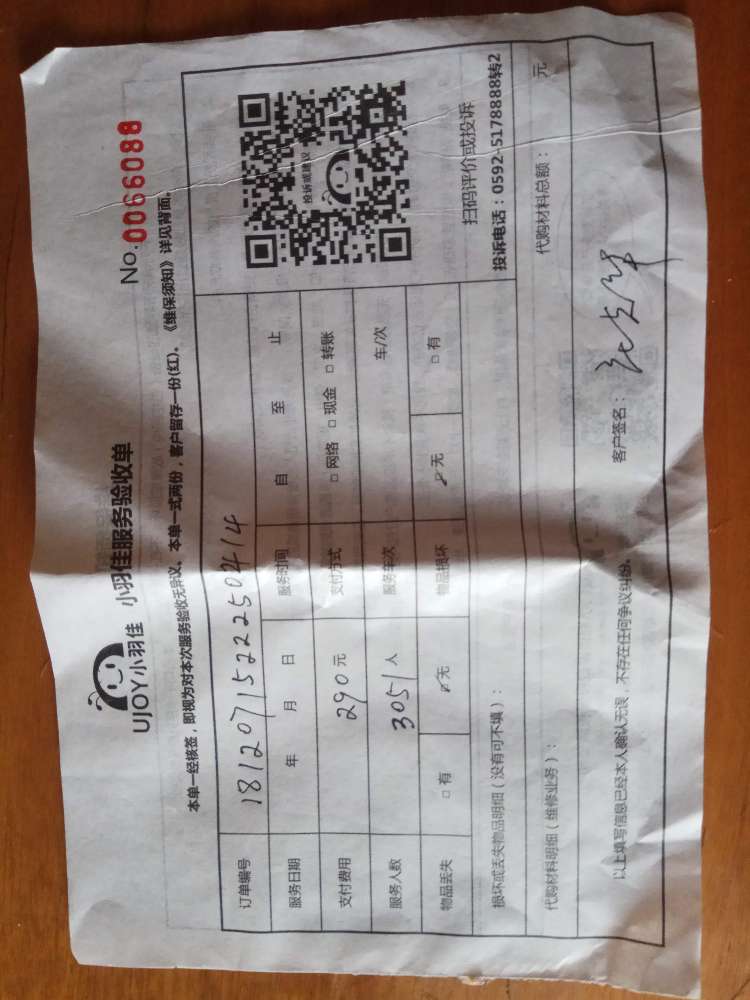 UJOY小羽佳 小羽佳服务验收单 No.0066088
本单一经核签，即视为对本次服务验收无异议。本单一式两份，客户留存一份(红)。《维保须知》详见背面。
订单编号 1812071522250414
服务日期 年 月 日 服务时间 自 至 止
支付费用 290元 支付方式 □网络 □现金 □转账
服务人数 3051人 服务车次 车/次
物品丢失 □有 ☑无 物品损坏 ☑无 □有
投诉或建议
扫码评价或投诉
投诉电话：0592-5178888转2
损坏或丢失物品明细（没有可不填）：
代购材料明细（维修业务）： 代购材料总额： 元
以上填写信息已经本人确认无误，不存在任何争议纠纷。 客户签名：